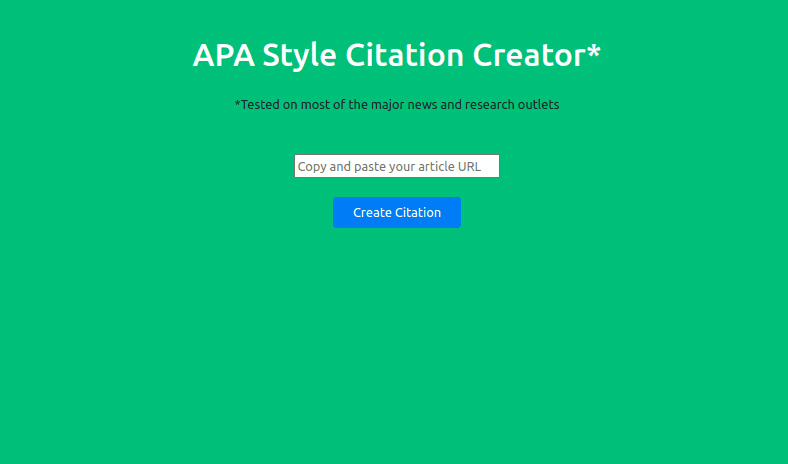 APA Style Citation Creator*
*Tested on most of the major news and research outlets
Copy and paste your article URL
Create Citation